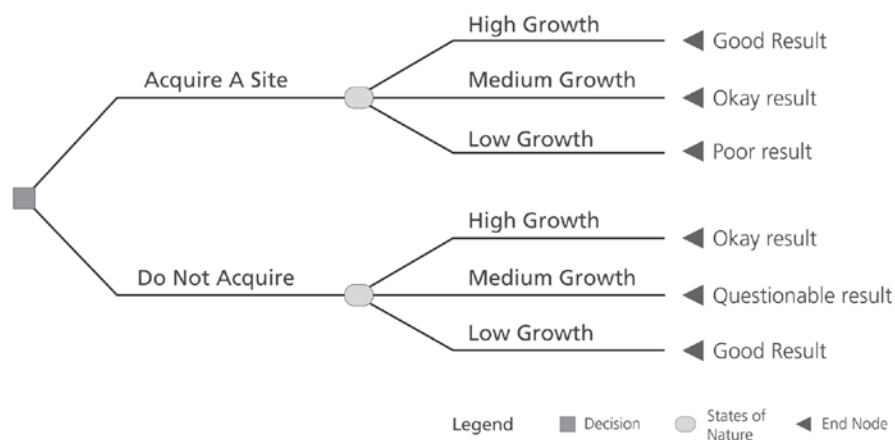 High Growth
Good Result
Acquire A Site
Medium Growth
Okay result
Low Growth
Poor result
High Growth
Okay result
Do Not Acquire
Medium Growth
Questionable result
Low Growth
Good Result
Legend
Decision
States of
Nature
End Node